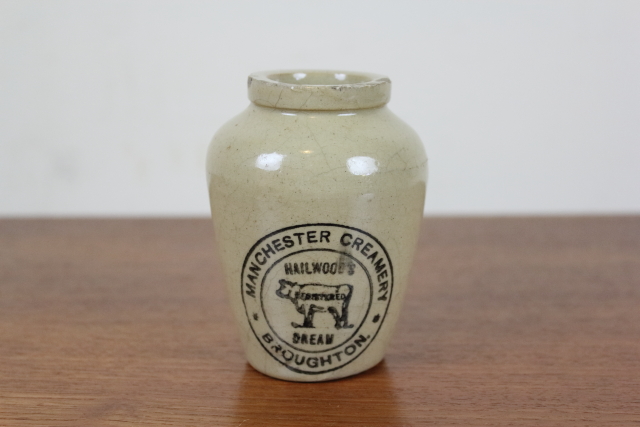 MANCHESTER CREAMERY
HAILWOOD'S
REGISTERED
CREAM
BROUGHTON.